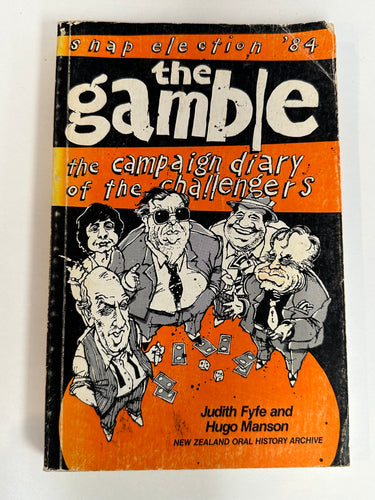 snap election '84
the
gamble
the campaign diary
of the challengers
Judith Fyfe and
Hugo Manson
NEW ZEALAND ORAL HISTORY ARCHIVE